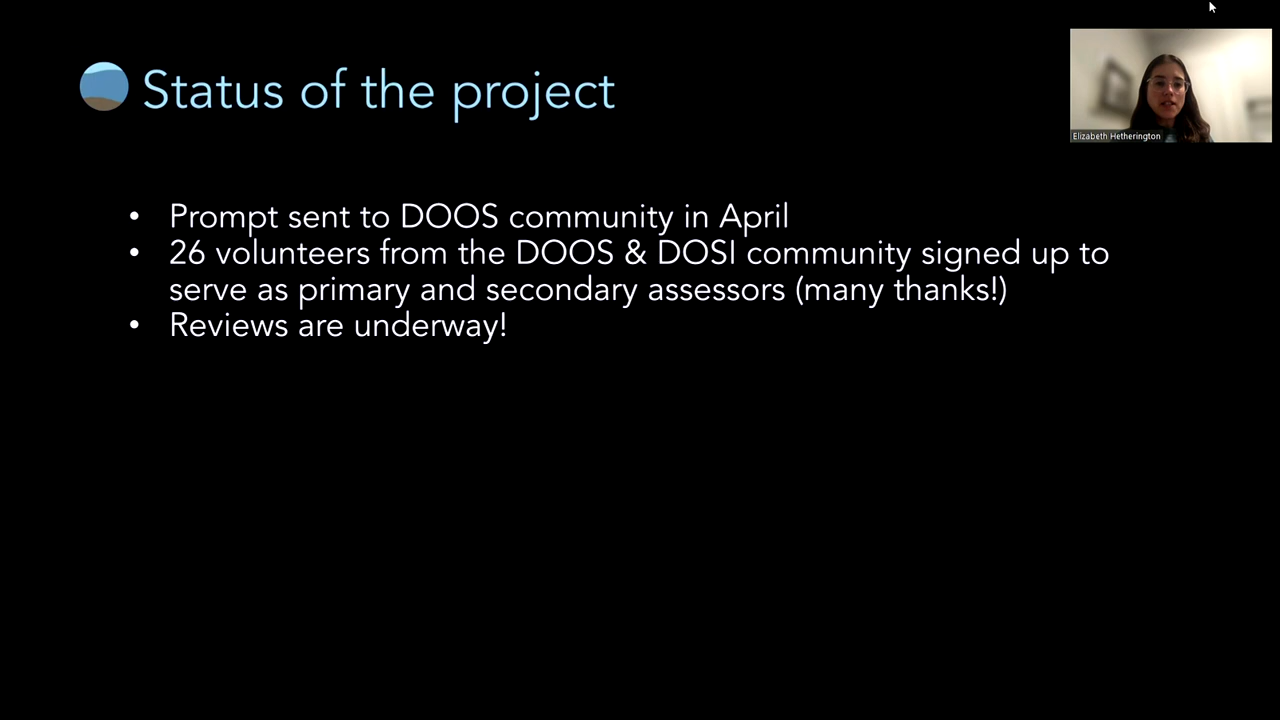 Status of the project
Elizabeth Hetherington
• Prompt sent to DOOS community in April
• 26 volunteers from the DOOS & DOSI community signed up to
serve as primary and secondary assessors (many thanks!)
• Reviews are underway!